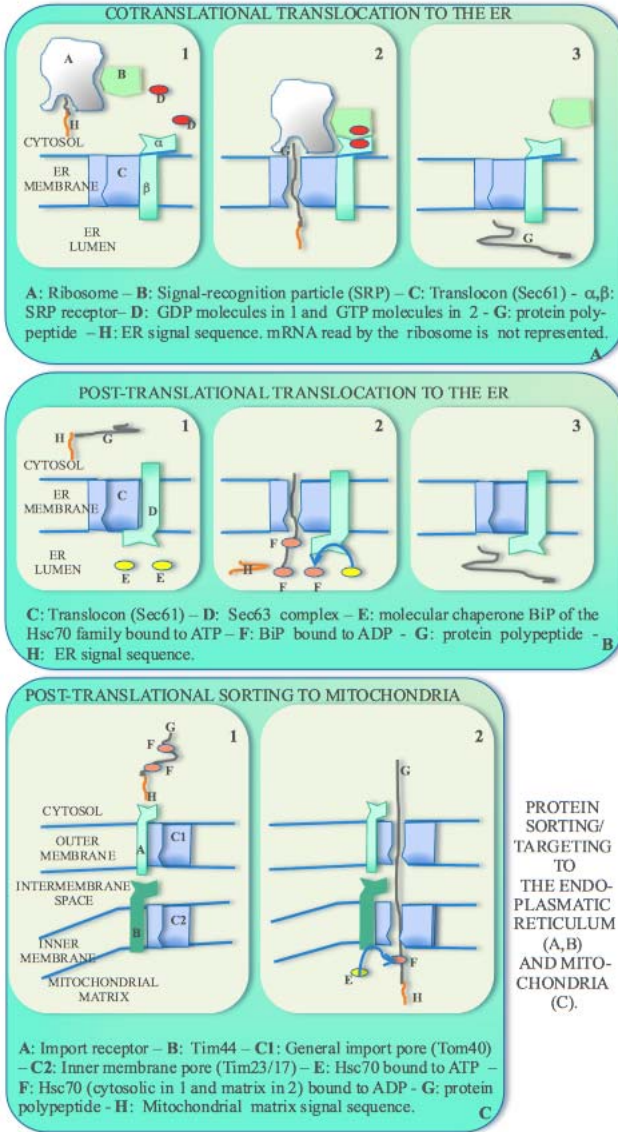 COTRANSLATIONAL TRANSLOCATION TO THE ER
1
A
B
D
D
H
CYTOSOL
α
ER
MEMBRANE
C
β
ER
LUMEN
2
G
3
G
A: Ribosome – B: Signal-recognition particle (SRP) – C: Translocon (Sec61) - α,β:
SRP receptor– D: GDP molecules in 1 and GTP molecules in 2 - G: protein poly-
peptide – H: ER signal sequence. mRNA read by the ribosome is not represented.
A
POST-TRANSLATIONAL TRANSLOCATION TO THE ER
1
H
G
CYTOSOL
ER
MEMBRANE
C
D
ER
LUMEN
E
E
2
F
H
F
F
3
C: Translocon (Sec61) – D: Sec63 complex – E: molecular chaperone BiP of the
Hsc70 family bound to ATP – F: BiP bound to ADP - G: protein polypeptide -
H: ER signal sequence.
B
POST-TRANSLATIONAL SORTING TO MITOCHONDRIA
1
G
F
F
H
CYTOSOL
OUTER
MEMBRANE
A
C1
INTERMEMBRANE
SPACE
B
C2
INNER
MEMBRANE
MITOCHONDRIAL
MATRIX
2
G
E
F
H
A: Import receptor – B: Tim44 – C1: General import pore (Tom40)
– C2: Inner membrane pore (Tim23/17) – E: Hsc70 bound to ATP –
F: Hsc70 (cytosolic in 1 and matrix in 2) bound to ADP - G: protein
polypeptide - H: Mitochondrial matrix signal sequence.
C
PROTEIN
SORTING/
TARGETING
TO
THE ENDO-
PLASMATIC
RETICULUM
(A,B)
AND MITO-
CHONDRIA
(C).